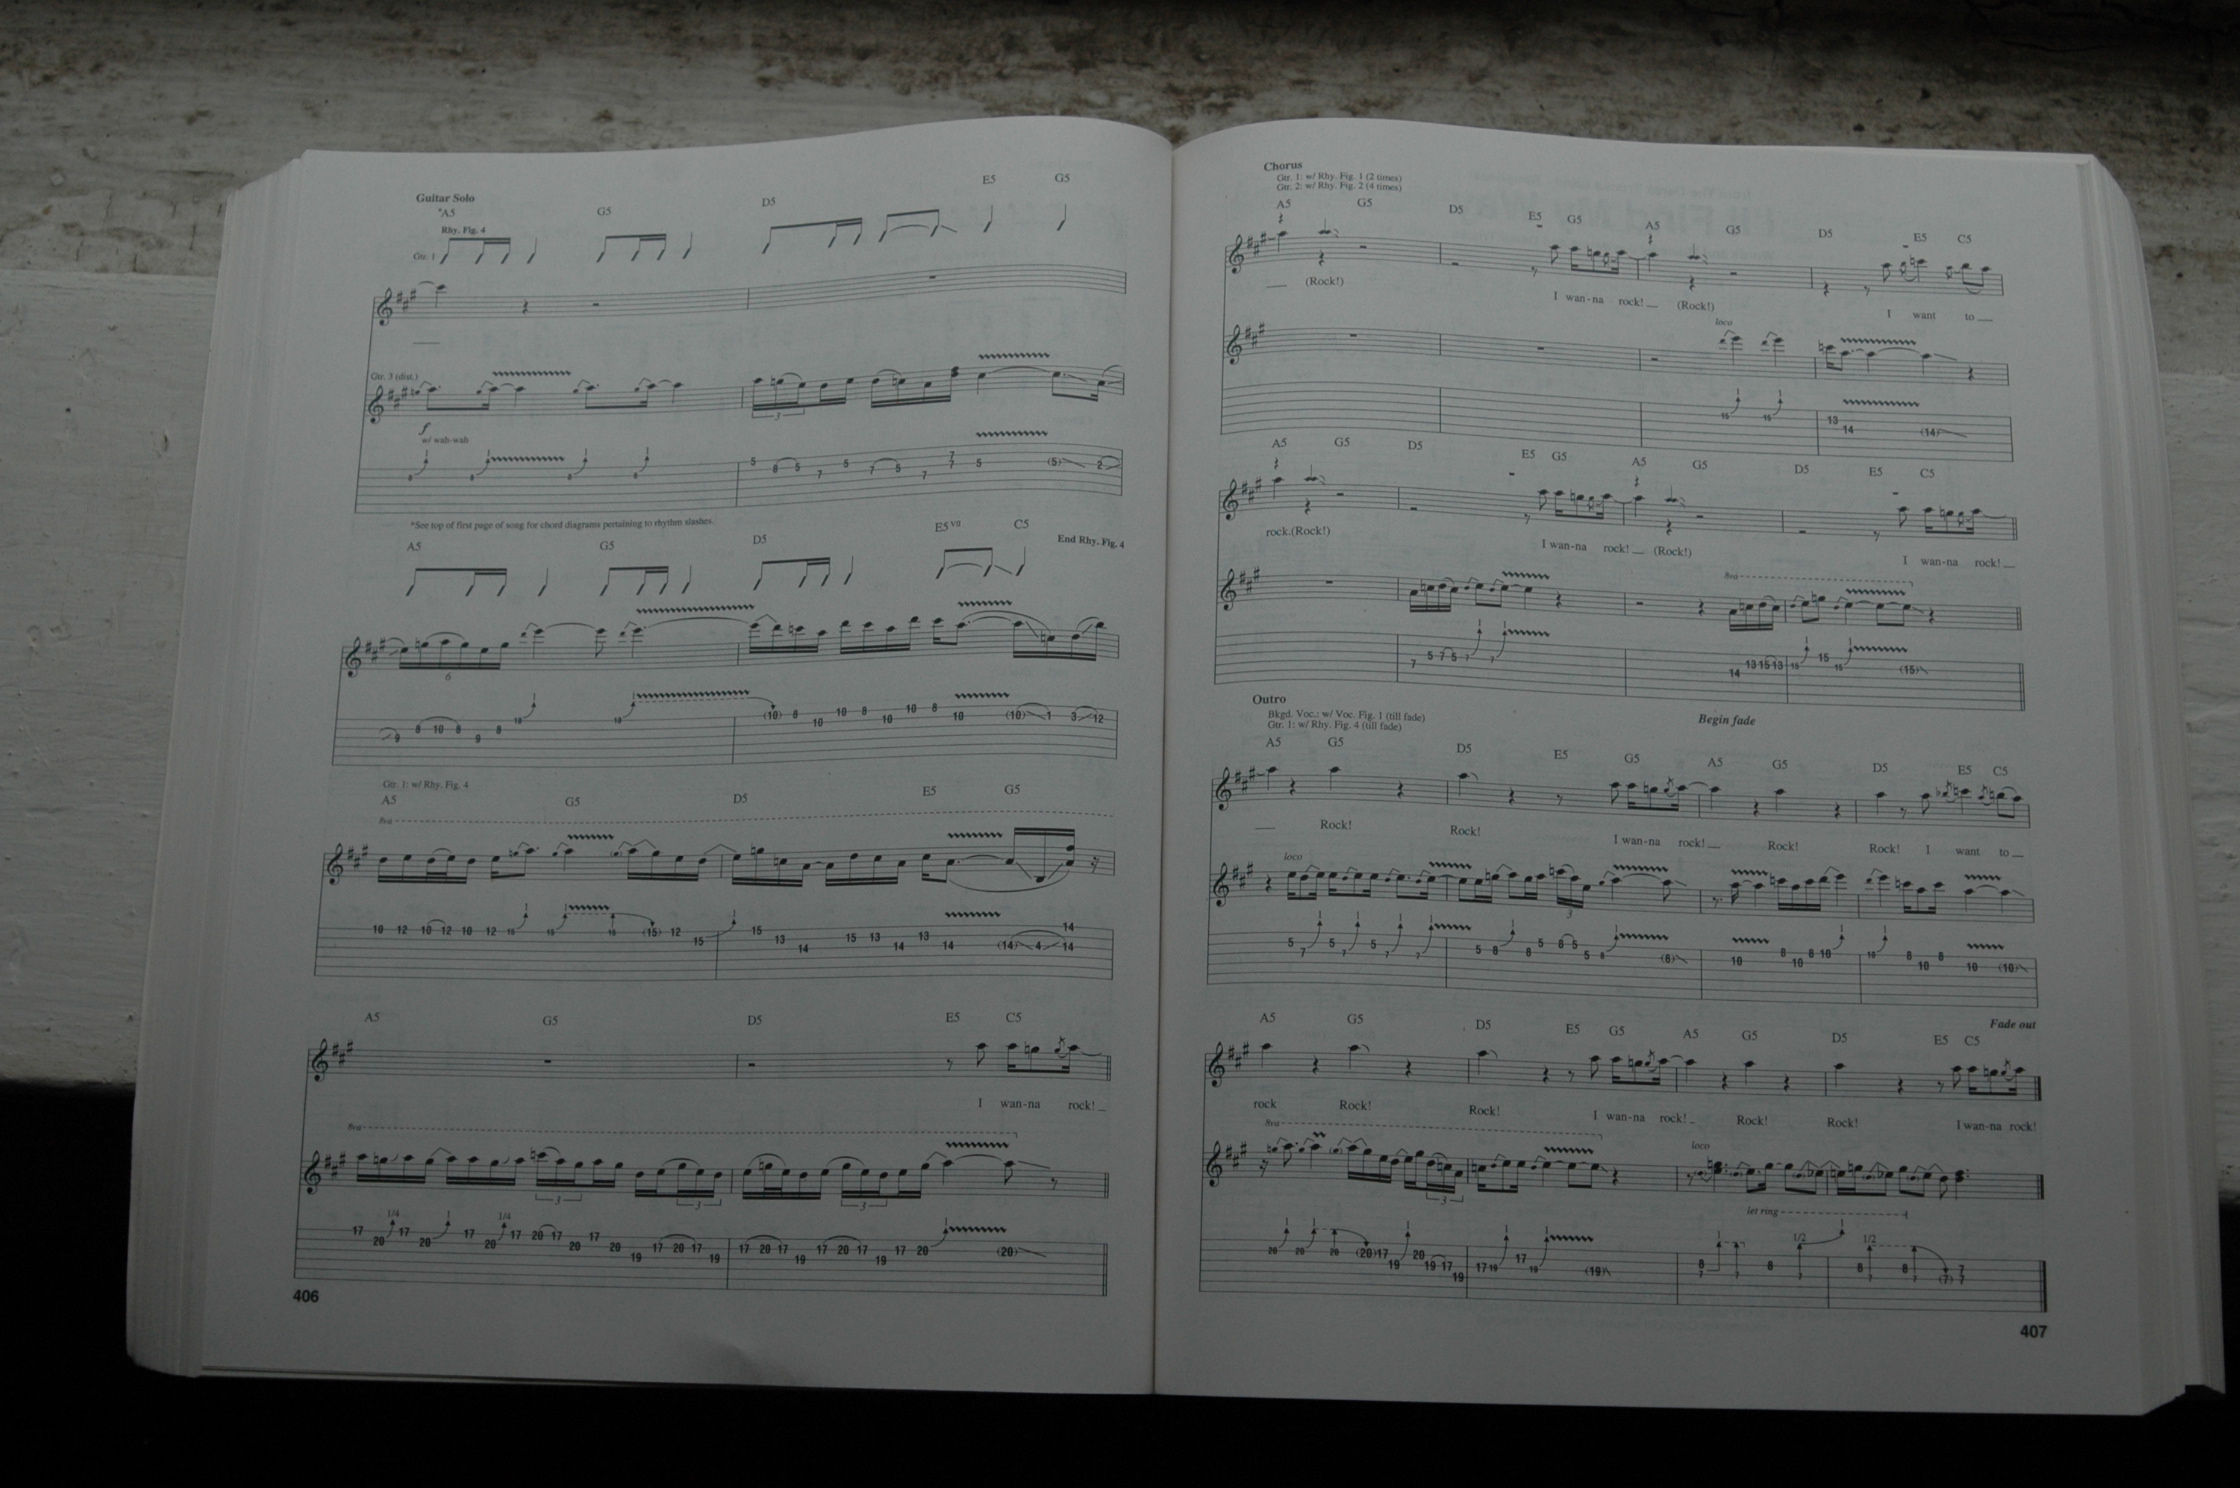 Guitar Solo
*A5 G5 D5 E5 G5
Rhy. Fig. 4
Gtr. 1
Gtr. 3 (dist.)
f
w/ wah-wah
5 8 5 7 5 7 5 7 7 7 5 (5) 2
*See top of first page of song for chord diagrams pertaining to rhythm slashes.
A5 G5 D5 E5 VII C5
End Rhy. Fig. 4
6
9 8 10 8 9 8 10 10 (10) 8 10 10 8 10 10 8 10 (10) 1 3 12
Gtr. 1: w/ Rhy. Fig. 4
A5 G5 D5 E5 G5
8va
10 12 10 12 10 12 15 15 15 (15) 12 15 15 13 14 15 13 14 13 14 (14) 4 14 14
A5 G5 D5 E5 C5
I wan-na rock!
8va
3 3 3
1/4 1/4
17 20 17 20 17 20 17 20 17 20 17 20 19 17 20 17 19 17 20 17 19 17 20 17 19 17 20 (20)
406
Chorus
Gtr. 1: w/ Rhy. Fig. 1 (2 times)
Gtr. 2: w/ Rhy. Fig. 2 (4 times)
A5 G5 D5 E5 G5 A5 G5 D5 E5 C5
(Rock!) I wan-na rock! (Rock!) I want to
loco
15 15 13 14 (14)
A5 G5 D5 E5 G5 A5 G5 D5 E5 C5
rock. (Rock!) I wan-na rock! (Rock!) I wan-na rock!
8va
7 5 7 5 7 7 14 13 15 13 15 15 15 (15)
Outro
Bkgd. Voc.: w/ Voc. Fig. 1 (till fade)
Gtr. 1: w/ Rhy. Fig. 4 (till fade)
Begin fade
A5 G5 D5 E5 G5 A5 G5 D5 E5 C5
Rock! Rock! I wan-na rock! Rock! Rock! I want to
loco
3
5 7 5 7 5 7 7 5 8 8 5 8 5 5 8 (8) 10 8 10 8 10 10 8 10 8 10 (10)
Fade out
A5 G5 D5 E5 G5 A5 G5 D5 E5 C5
rock Rock! Rock! I wan-na rock! Rock! Rock! I wan-na rock!
8va
loco
3
let ring
1/2 1/2
20 20 20 (20) 17 19 20 19 17 19 17 19 17 19 (19) 8 7 7 8 7 8 7 8 7 (7) 7 7
407